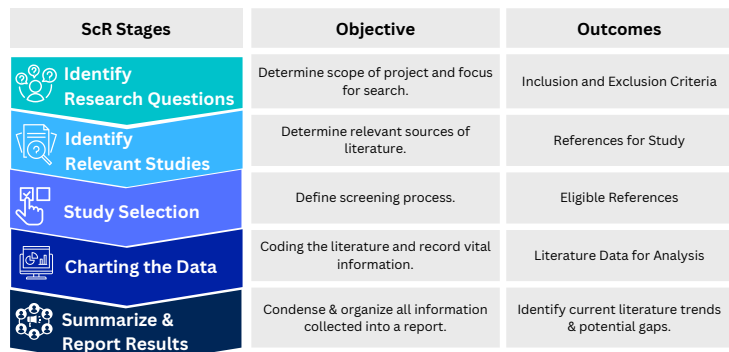 ScR Stages
Objective
Outcomes
Identify
Research Questions
Determine scope of project and focus
for search.
Inclusion and Exclusion Criteria
Identify
Relevant Studies
Determine relevant sources of
literature.
References for Study
Study Selection
Define screening process.
Eligible References
Charting the Data
Coding the literature and record vital
information.
Literature Data for Analysis
Summarize &
Report Results
Condense & organize all information
collected into a report.
Identify current literature trends
& potential gaps.